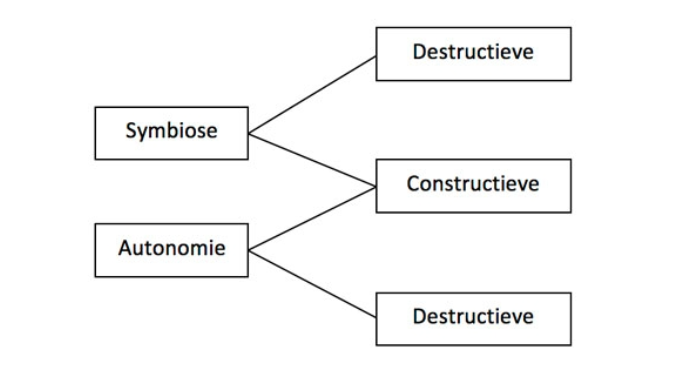 Destructieve
Symbiose
Constructieve
Autonomie
Destructieve